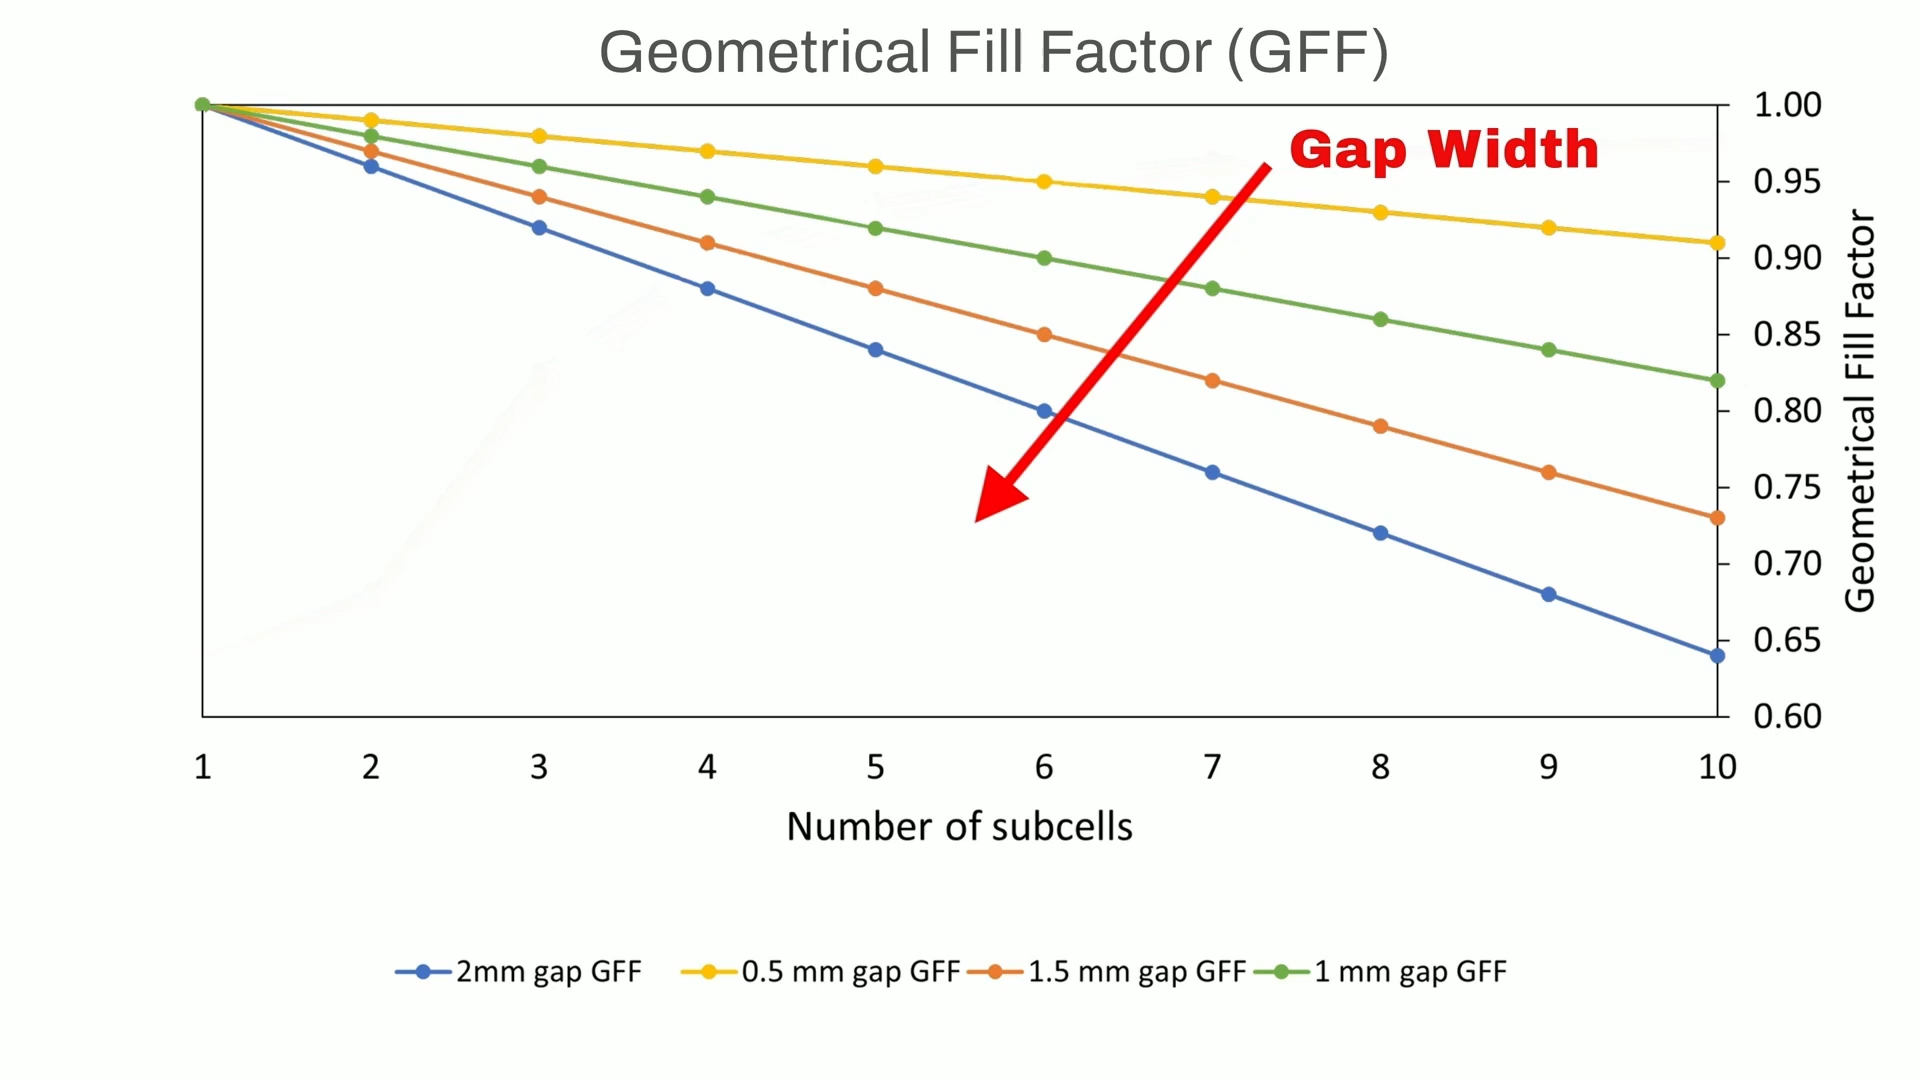 Geometrical Fill Factor (GFF)
Gap Width
1.00
0.95
0.90
0.85
0.80
0.75
0.70
0.65
0.60
Geometrical Fill Factor
1 2 3 4 5 6 7 8 9 10
Number of subcells
2mm gap GFF 0.5 mm gap GFF 1.5 mm gap GFF 1 mm gap GFF